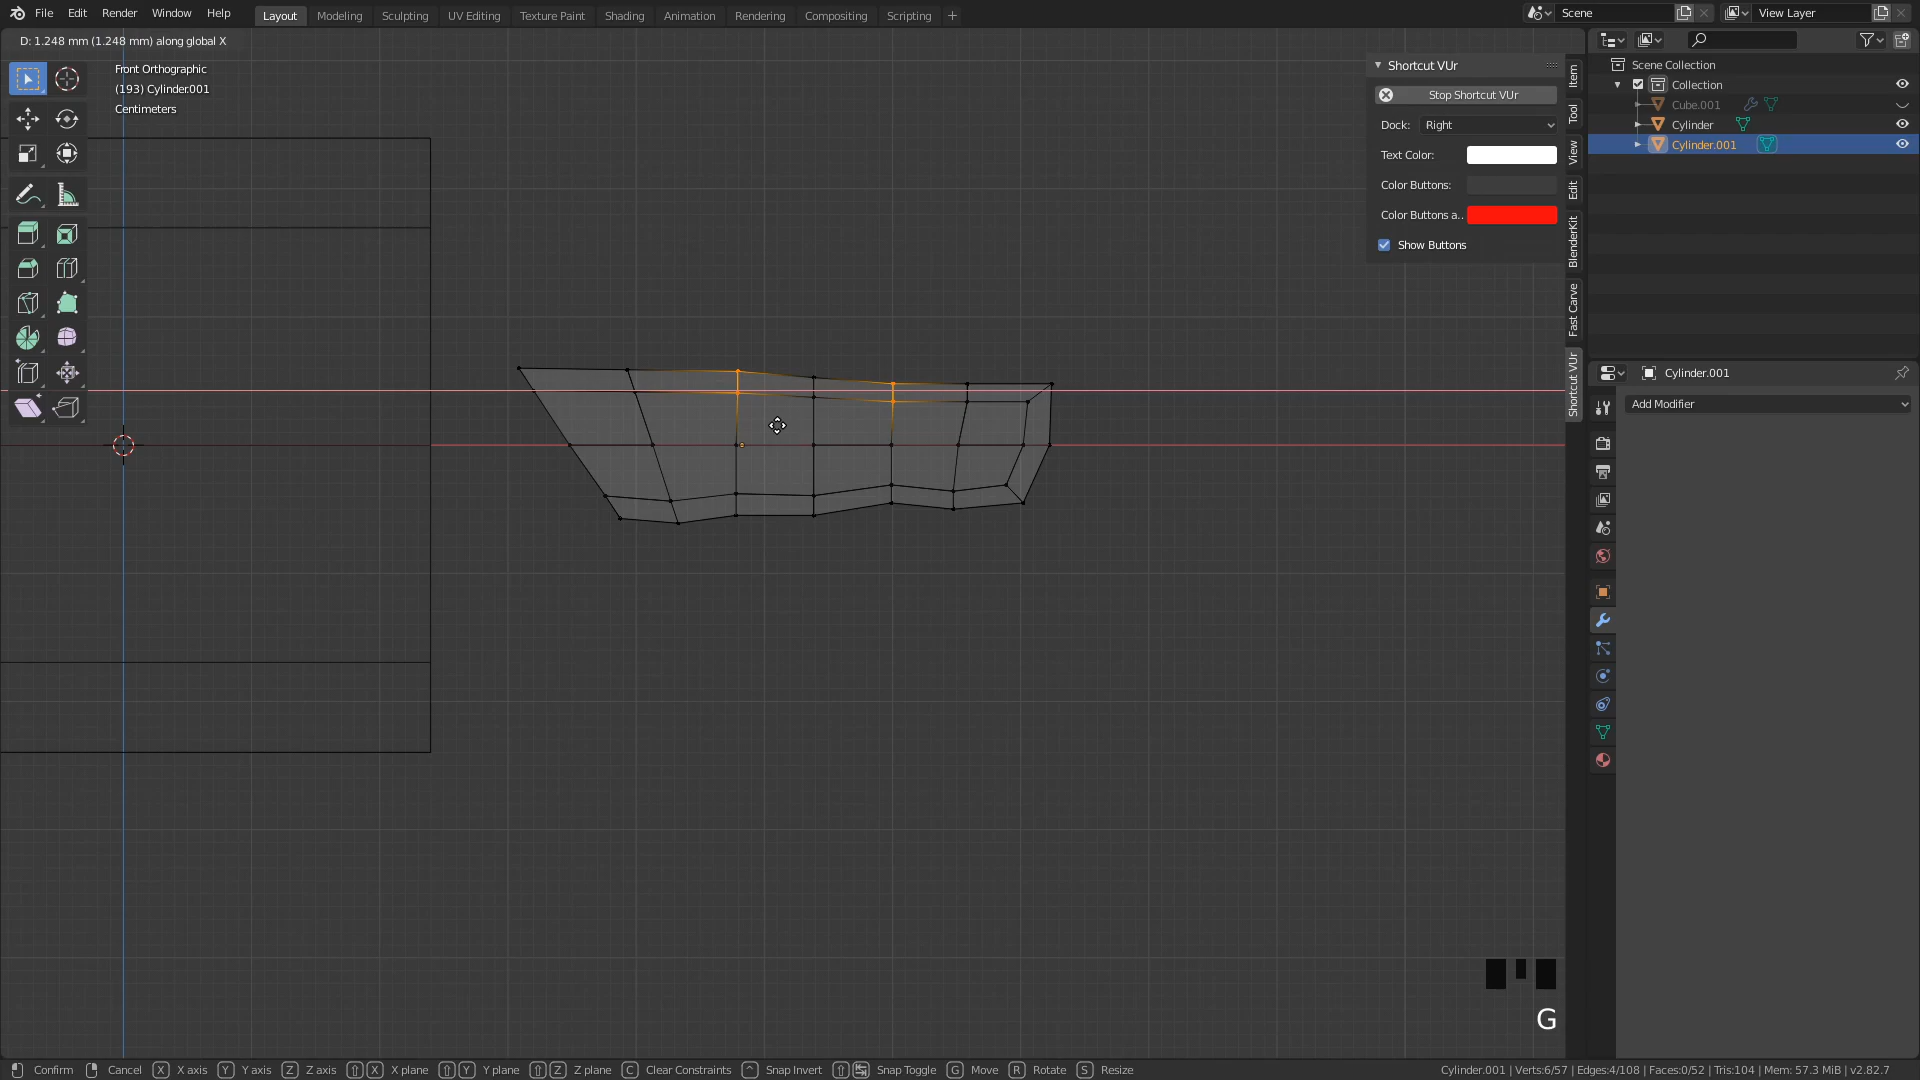 File Edit Render Window Help Layout Modeling Sculpting UV Editing Texture Paint Shading Animation Rendering Compositing Scripting + Scene View Layer
D: 1.248 mm (1.248 mm) along global X
Front Orthographic
(193) Cylinder.001
Centimeters
Shortcut VUr
Stop Shortcut VUr
Dock: Right
Text Color:
Color Buttons:
Color Buttons a..
Show Buttons
Item
Tool
View
Edit
BlenderKit
Fast Carve
Shortcut VUr
Scene Collection
Collection
Cube.001
Cylinder
Cylinder.001
Cylinder.001
Add Modifier
G
Confirm Cancel X X axis Y Y axis Z Z axis X X plane Y Y plane Z Z plane C Clear Constraints ^ Snap Invert Snap Toggle G Move R Rotate S Resize
Cylinder.001 | Verts:6/57 | Edges:4/108 | Faces:0/52 | Tris:104 | Mem: 57.3 MiB | v2.82.7